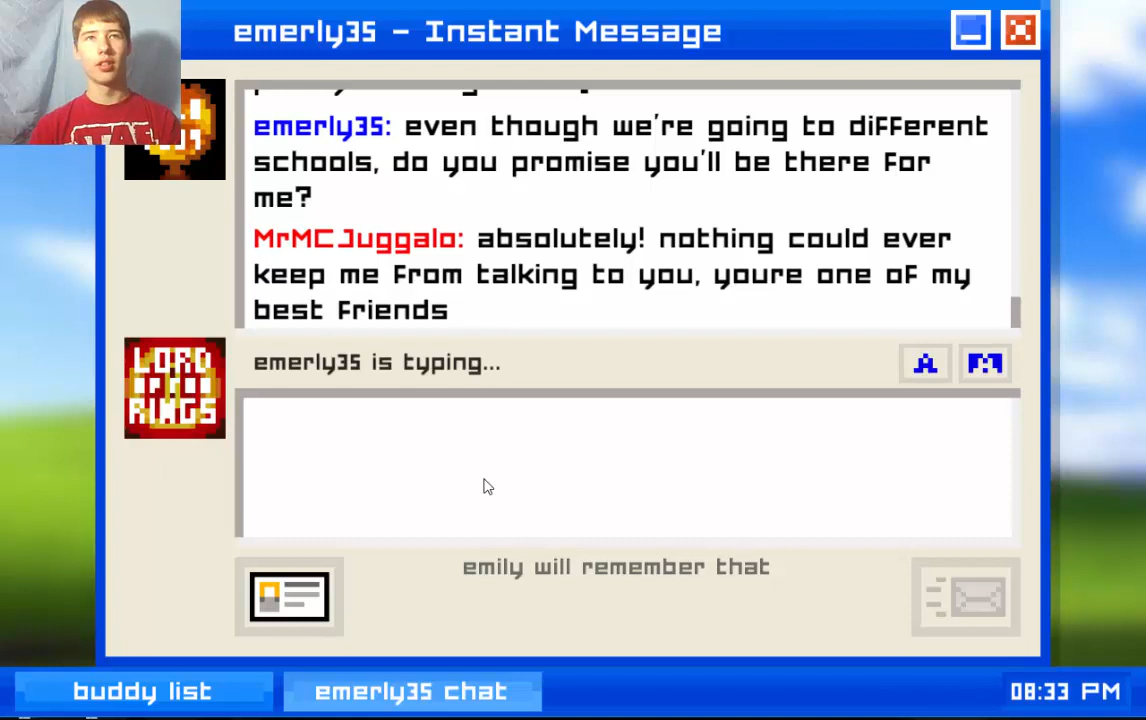 emerly35 - Instant Message
emerly35: even though we're going to different
schools, do you promise you'll be there for
me?
MrMCJuggalo: absolutely! nothing could ever
keep me from talking to you, youre one of my
best friends
LORD
OF THE
RINGS
emerly35 is typing...
A
emily will remember that
buddy list
emerly35 chat
08:33 PM